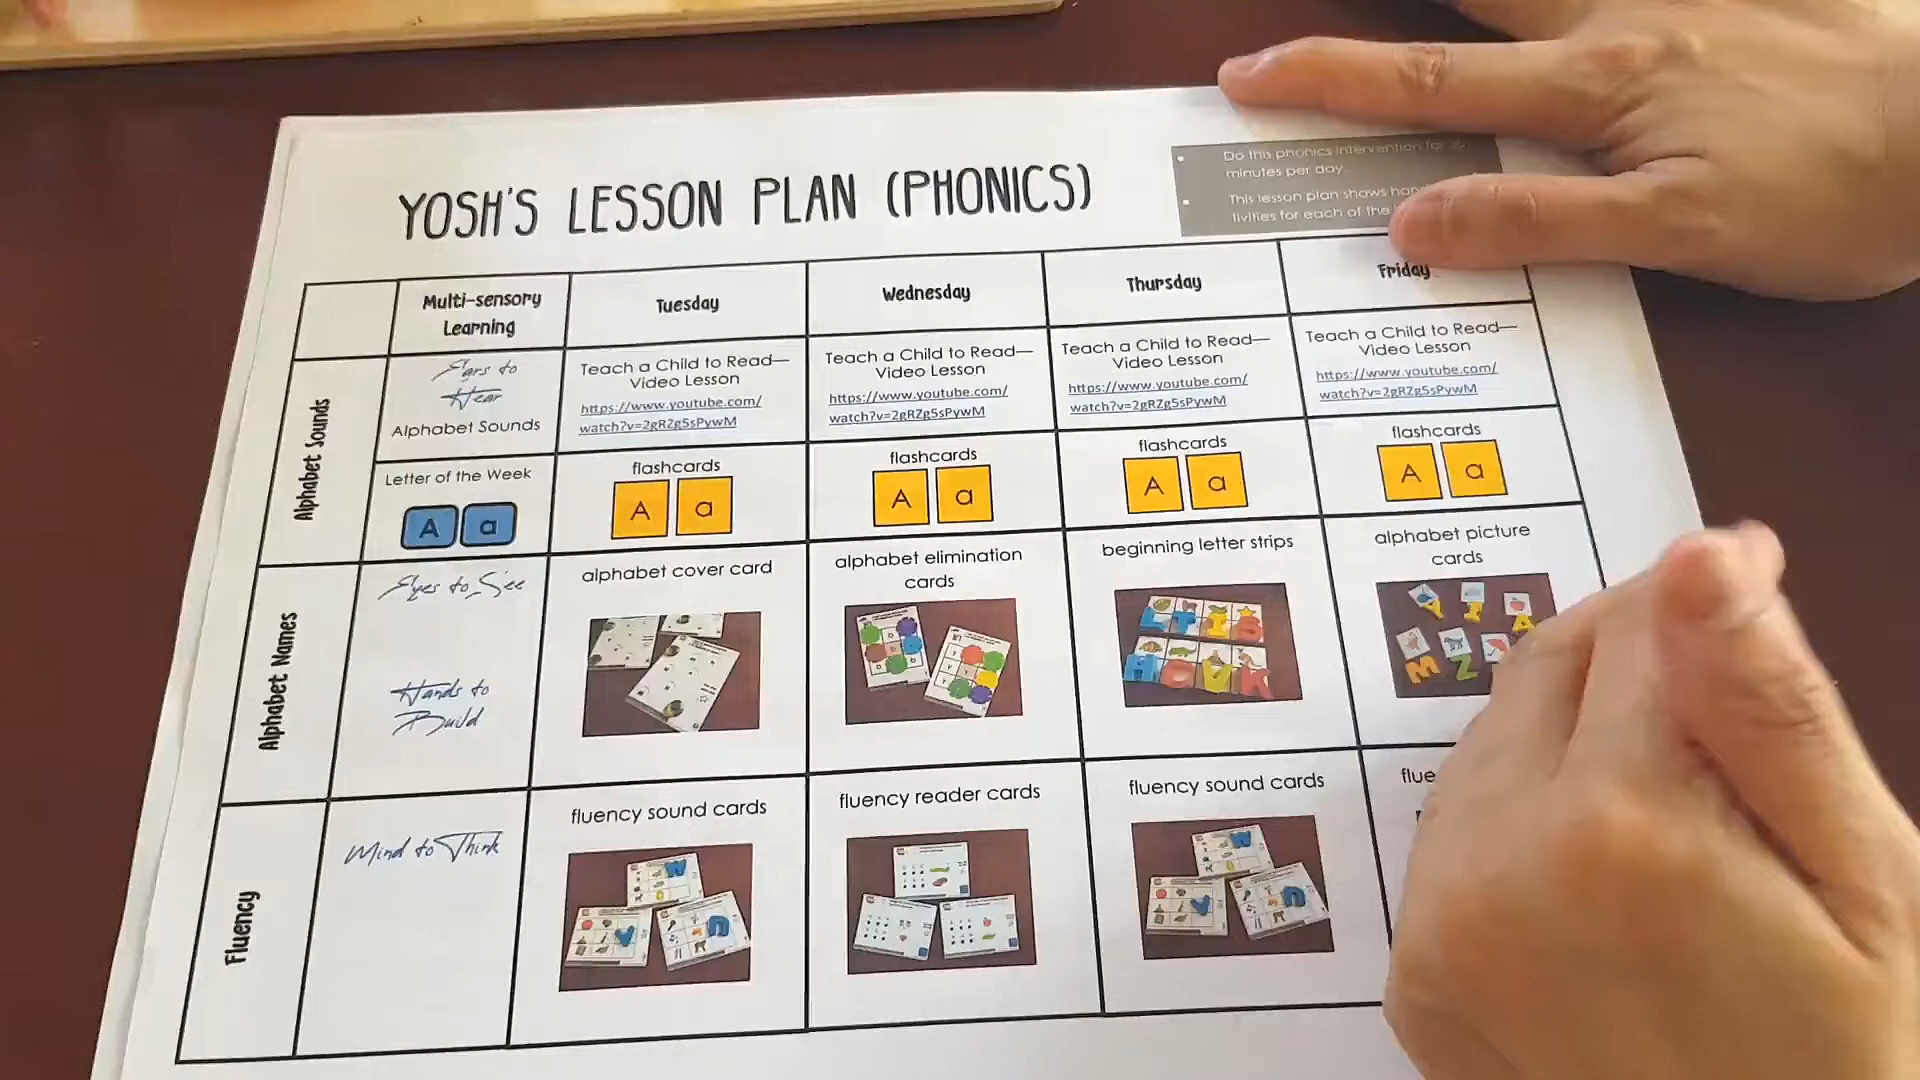 YOSH'S LESSON PLAN (PHONICS)
Do this phonics intervention for
minutes per day
This lesson plan shows
tivities for each of the
Multi-sensory
Learning
Tuesday
Wednesday
Thursday
Friday
Alphabet Sounds
Ears to
Hear
Alphabet Sounds
Teach a Child to Read—
Video Lesson
https://www.youtube.com/
watch?v=2gRZg5sPywM
Teach a Child to Read—
Video Lesson
https://www.youtube.com/
watch?v=2gRZg5sPywM
Teach a Child to Read—
Video Lesson
https://www.youtube.com/
watch?v=2gRZg5sPywM
Teach a Child to Read—
Video Lesson
https://www.youtube.com/
watch?v=2gRZg5sPywM
Letter of the Week
A a
flashcards
A a
flashcards
A a
flashcards
A a
flashcards
A a
Alphabet Names
Eyes to See
Hands to
Build
alphabet cover card
alphabet elimination
cards
beginning letter strips
L T I S
H C V K
alphabet picture
cards
Y I A
M Z
Fluency
Mind to Think
fluency sound cards
W
V n
fluency reader cards
fluency sound cards
W
V n